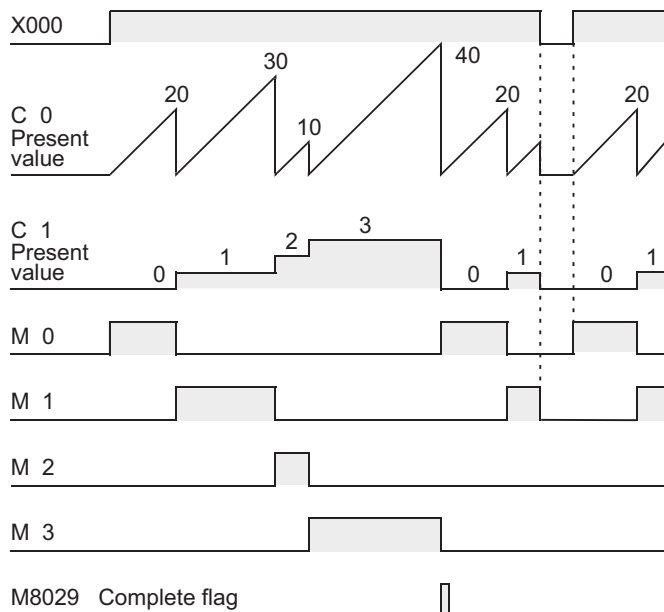 X000
30
40
20
20
20
10
C 0
Present
value
C 1
Present
value
0
1
2
3
0
1
0
1
M 0
M 1
M 2
M 3
M8029 Complete flag